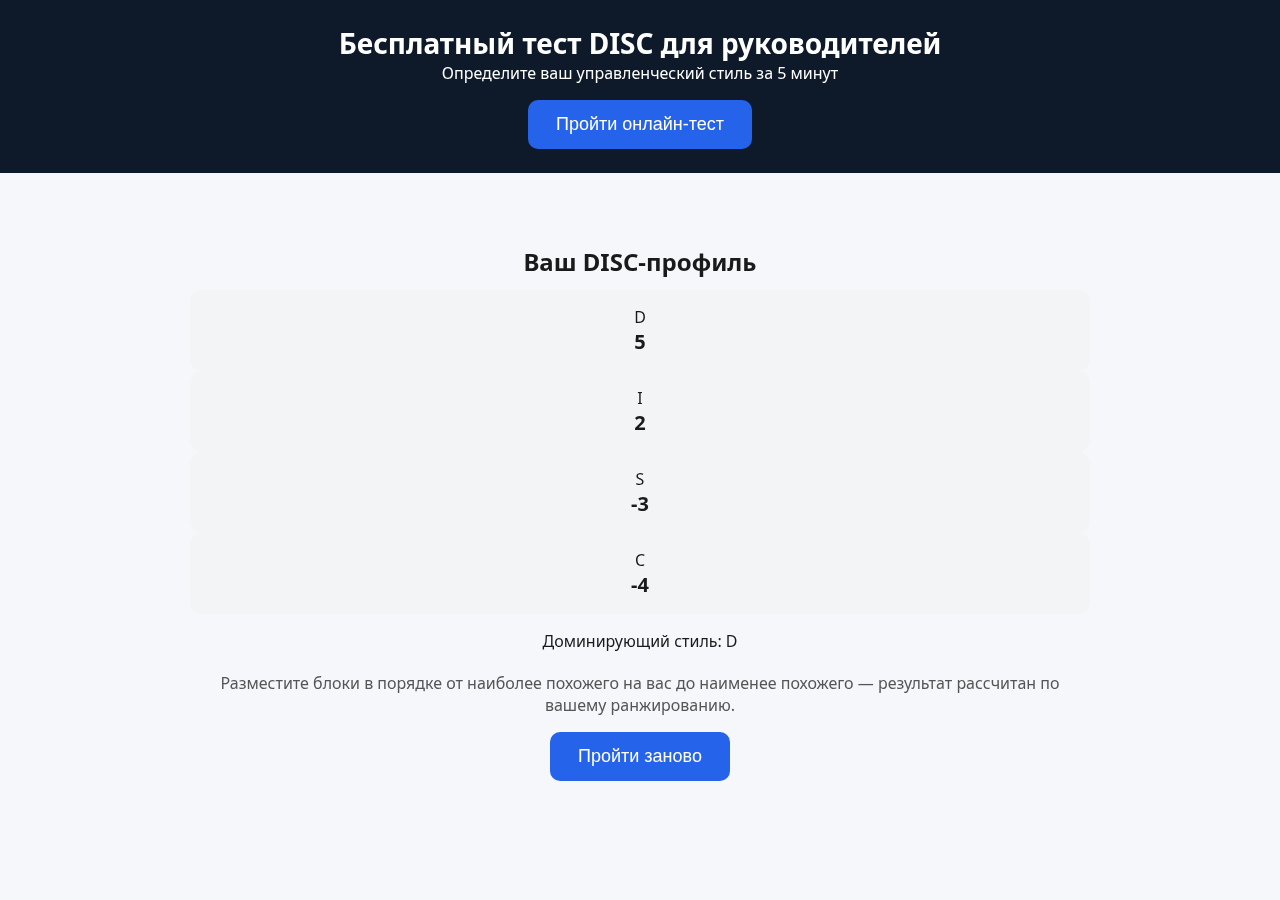 Бесплатный тест DISC для руководителей
Определите ваш управленческий стиль за 5 минут
Пройти онлайн-тест
Ваш DISC-профиль
D
5
I
2
S
-3
C
-4
Доминирующий стиль: D
Разместите блоки в порядке от наиболее похожего на вас до наименее похожего — результат рассчитан по
вашему ранжированию.
Пройти заново